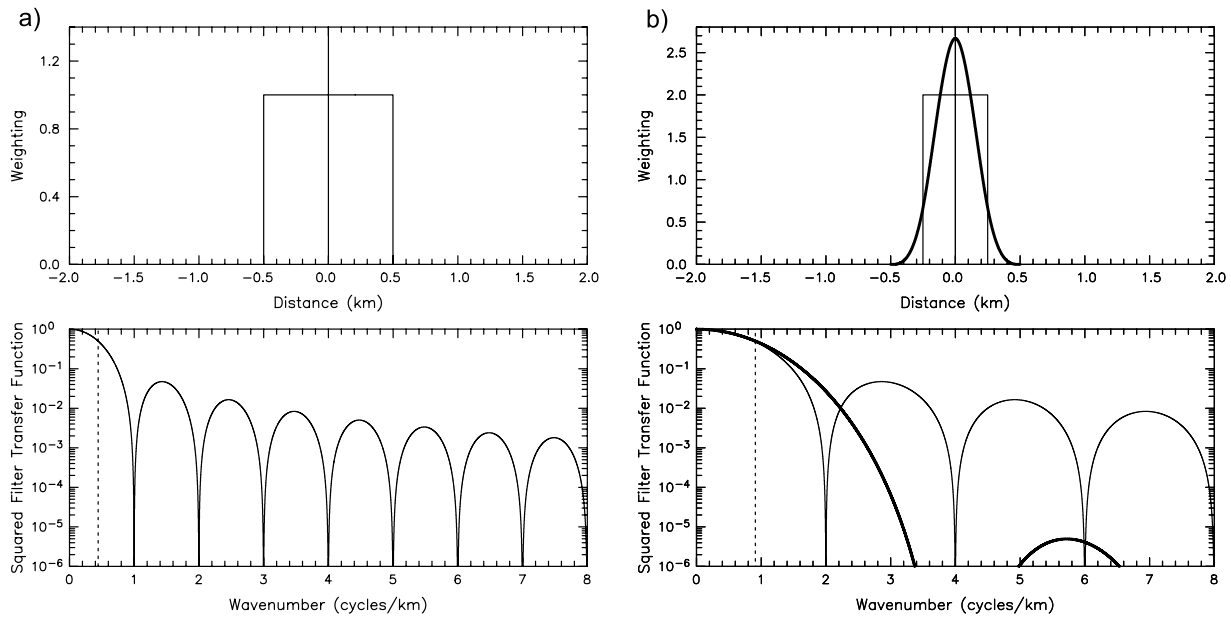 a)
Weighting
1.2
0.8
0.4
0.0
−2.0 −1.5 −1.0 −0.5 0.0 0.5 1.0 1.5 2.0
Distance (km)
Squared Filter Transfer Function
10⁰
10⁻¹
10⁻²
10⁻³
10⁻⁴
10⁻⁵
10⁻⁶
0 1 2 3 4 5 6 7 8
Wavenumber (cycles/km)
b)
Weighting
2.5
2.0
1.5
1.0
0.5
0.0
−2.0 −1.5 −1.0 −0.5 0.0 0.5 1.0 1.5 2.0
Distance (km)
Squared Filter Transfer Function
10⁰
10⁻¹
10⁻²
10⁻³
10⁻⁴
10⁻⁵
10⁻⁶
0 1 2 3 4 5 6 7 8
Wavenumber (cycles/km)